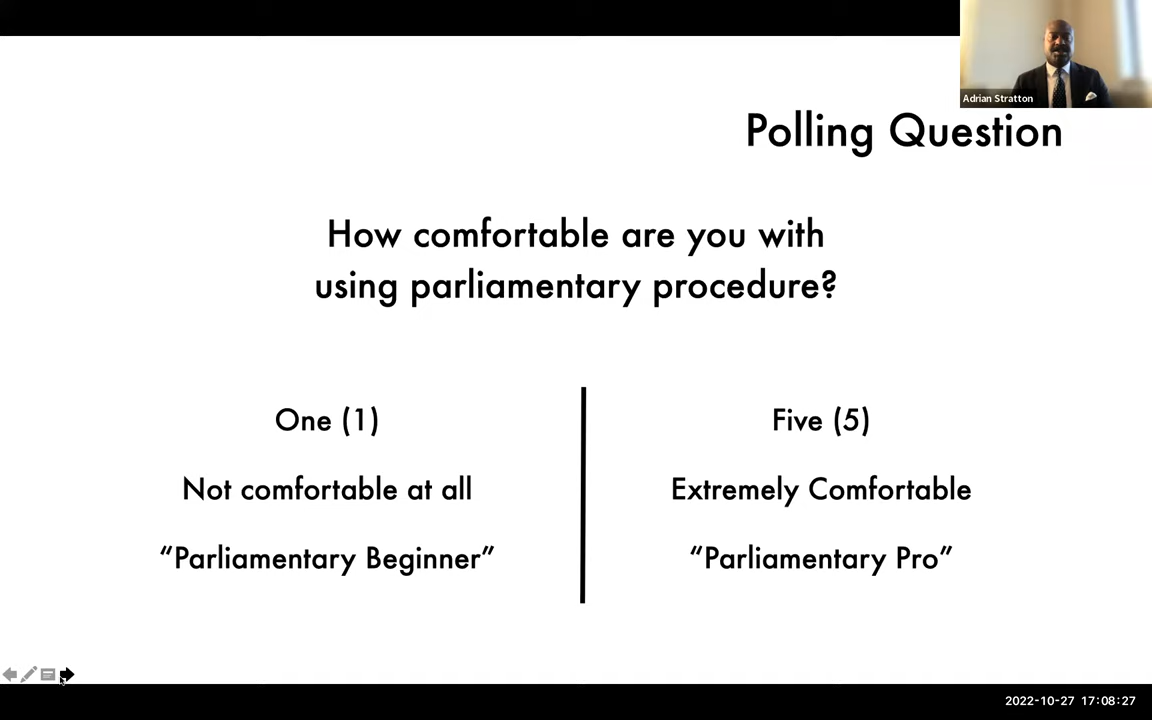 Adrian Stratton
Polling Question
How comfortable are you with
using parliamentary procedure?
One (1)
Not comfortable at all
“Parliamentary Beginner”
Five (5)
Extremely Comfortable
“Parliamentary Pro”
2022-10-27 17:08:27